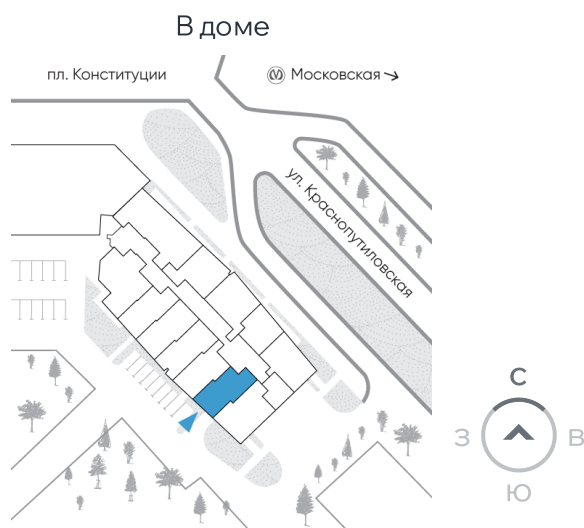 В доме
пл. Конституции
М Московская →
ул. Краснопутиловская
С
З
В
Ю